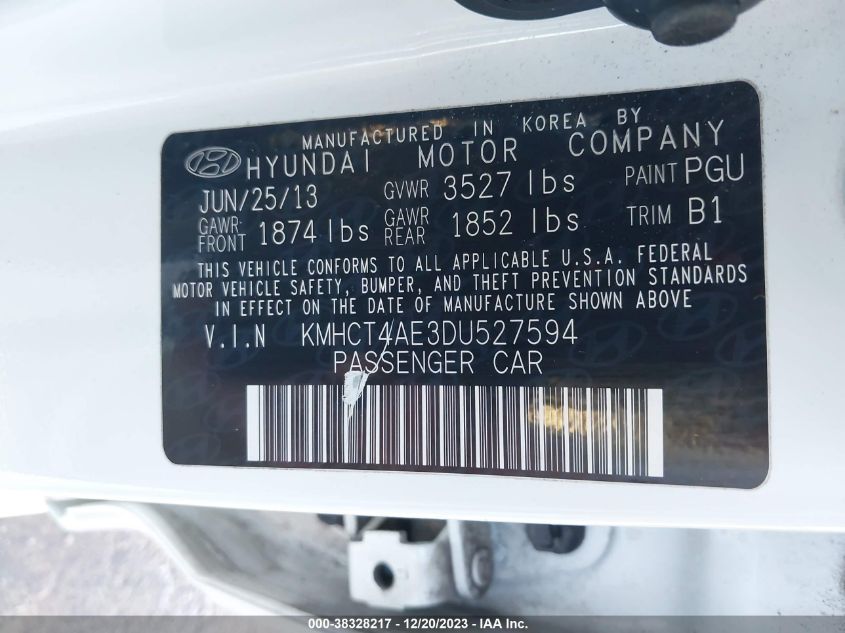 MANUFACTURED IN KOREA BY
HYUNDAI MOTOR COMPANY
JUN/25/13 GVWR 3527 lbs PAINT PGU
GAWR FRONT 1874 lbs GAWR REAR 1852 lbs TRIM B1
THIS VEHICLE CONFORMS TO ALL APPLICABLE U.S.A. FEDERAL
MOTOR VEHICLE SAFETY, BUMPER, AND THEFT PREVENTION STANDARDS
IN EFFECT ON THE DATE OF MANUFACTURE SHOWN ABOVE
V.I.N KMHCT4AE3DU527594
PASSENGER CAR
000-38328217 - 12/20/2023 - IAA Inc.